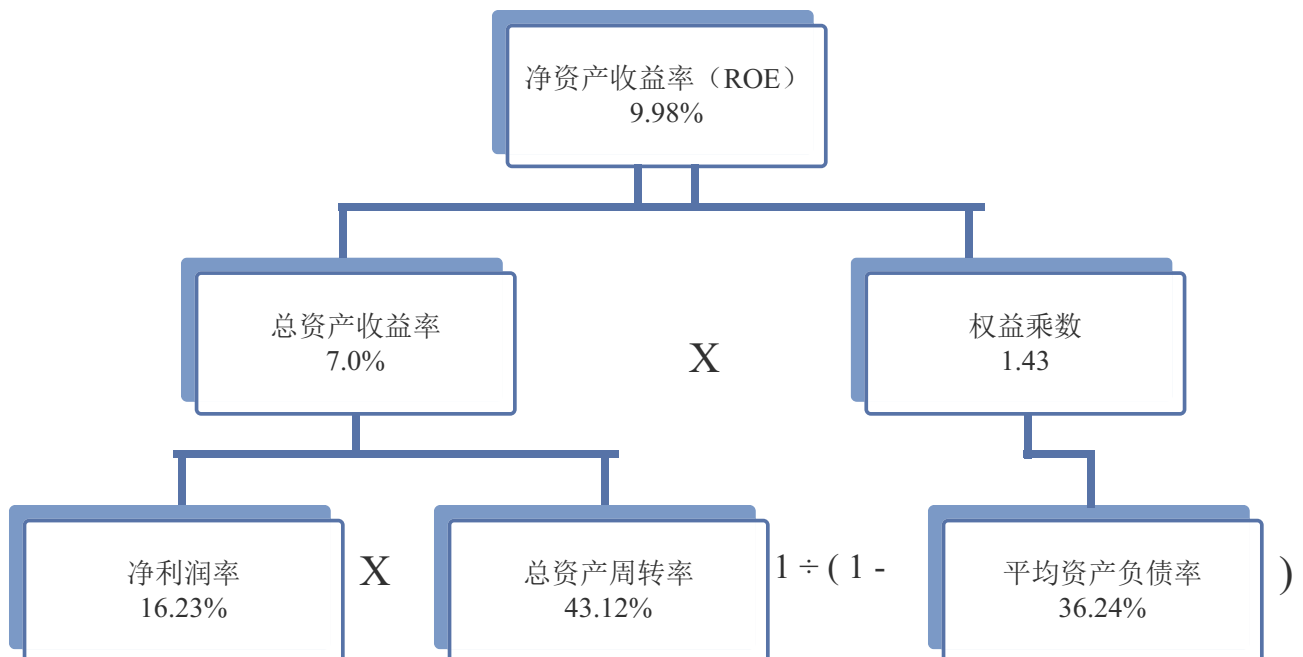 净资产收益率（ROE）
9.98%
总资产收益率
7.0%
X
权益乘数
1.43
净利润率
16.23%
X
总资产周转率
43.12%
1 ÷ ( 1 -
平均资产负债率
36.24%
)